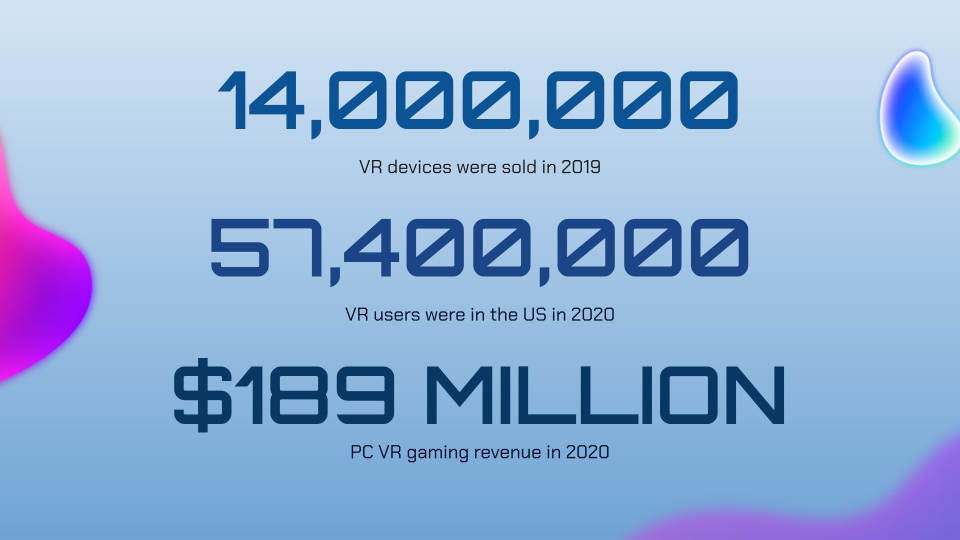 14,000,000
VR devices were sold in 2019
57,400,000
VR users were in the US in 2020
$189 MILLION
PC VR gaming revenue in 2020